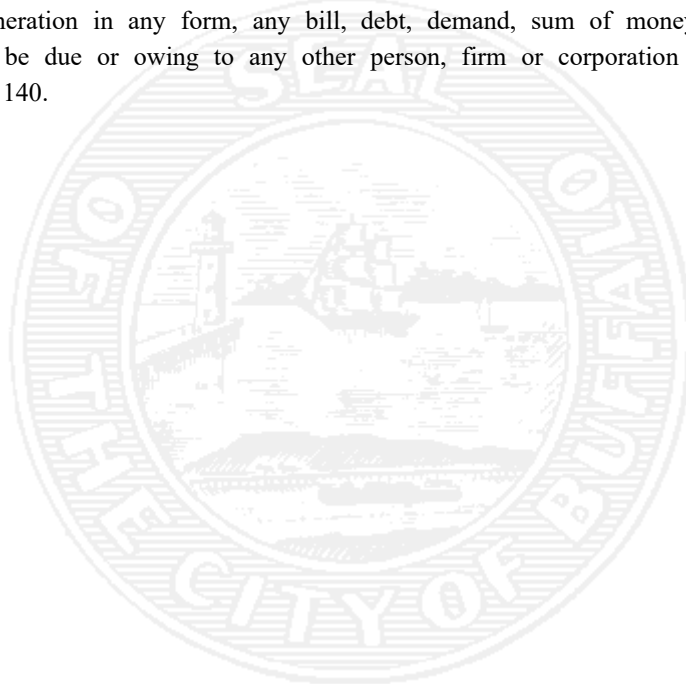 neration in any form, any bill, debt, demand, sum of money
be due or owing to any other person, firm or corporation
140.
SEAL
OF THE CITY OF BUFFALO